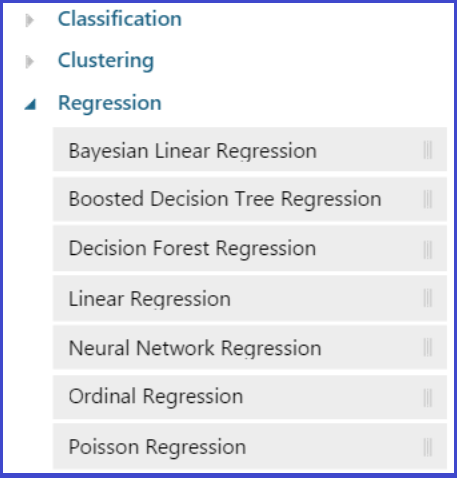 Classification
Clustering
Regression
Bayesian Linear Regression
Boosted Decision Tree Regression
Decision Forest Regression
Linear Regression
Neural Network Regression
Ordinal Regression
Poisson Regression